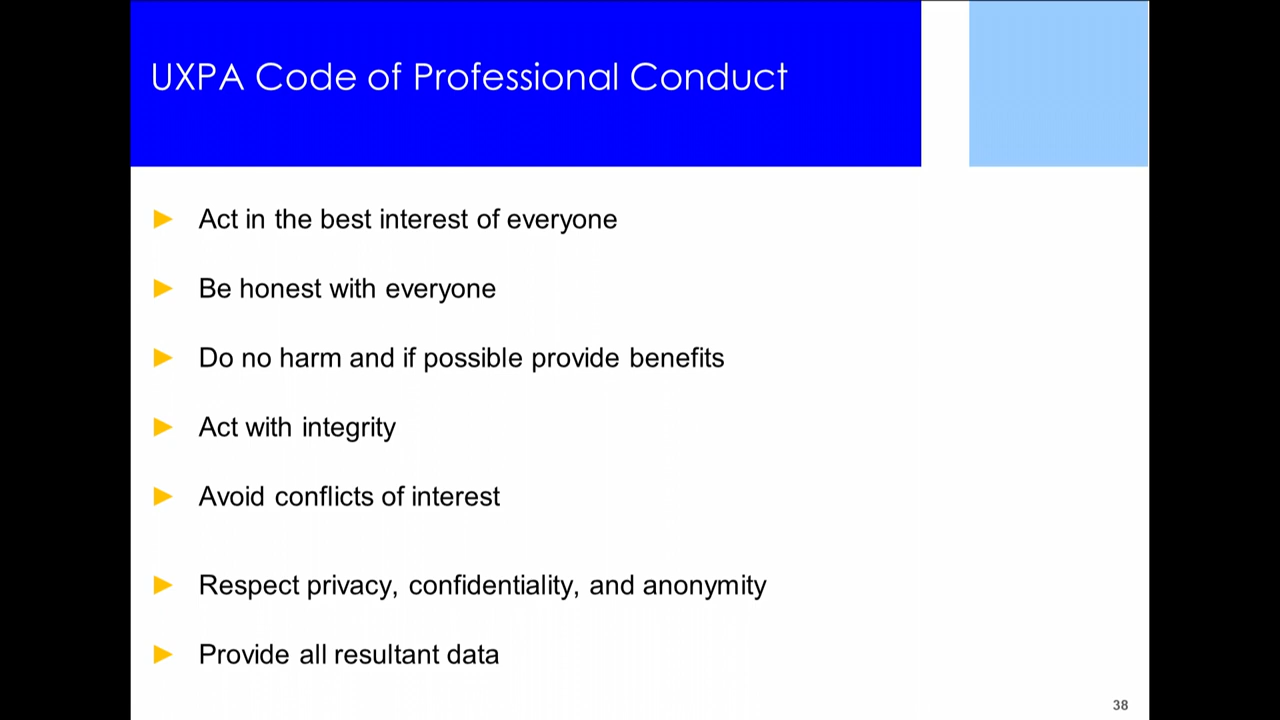 UXPA Code of Professional Conduct
Act in the best interest of everyone
Be honest with everyone
Do no harm and if possible provide benefits
Act with integrity
Avoid conflicts of interest
Respect privacy, confidentiality, and anonymity
Provide all resultant data
38